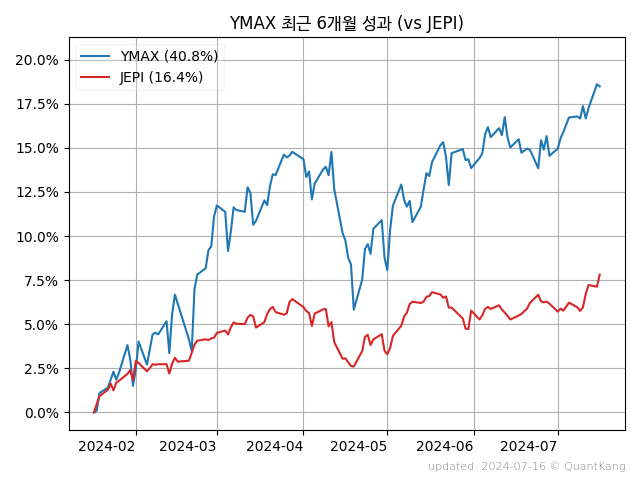 YMAX 최근 6개월 성과 (vs JEPI)
YMAX (40.8%)
JEPI (16.4%)
20.0%
17.5%
15.0%
12.5%
10.0%
7.5%
5.0%
2.5%
0.0%
2024-02 2024-03 2024-04 2024-05 2024-06 2024-07
updated: 2024-07-16 © QuantKang